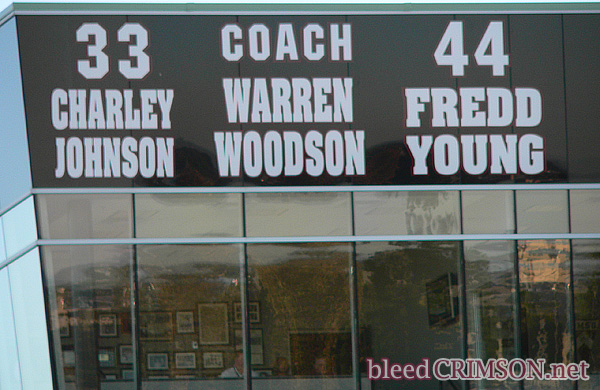 33
CHARLEY
JOHNSON
COACH
WARREN
WOODSON
44
FREDD
YOUNG
bleedCRIMSON.net